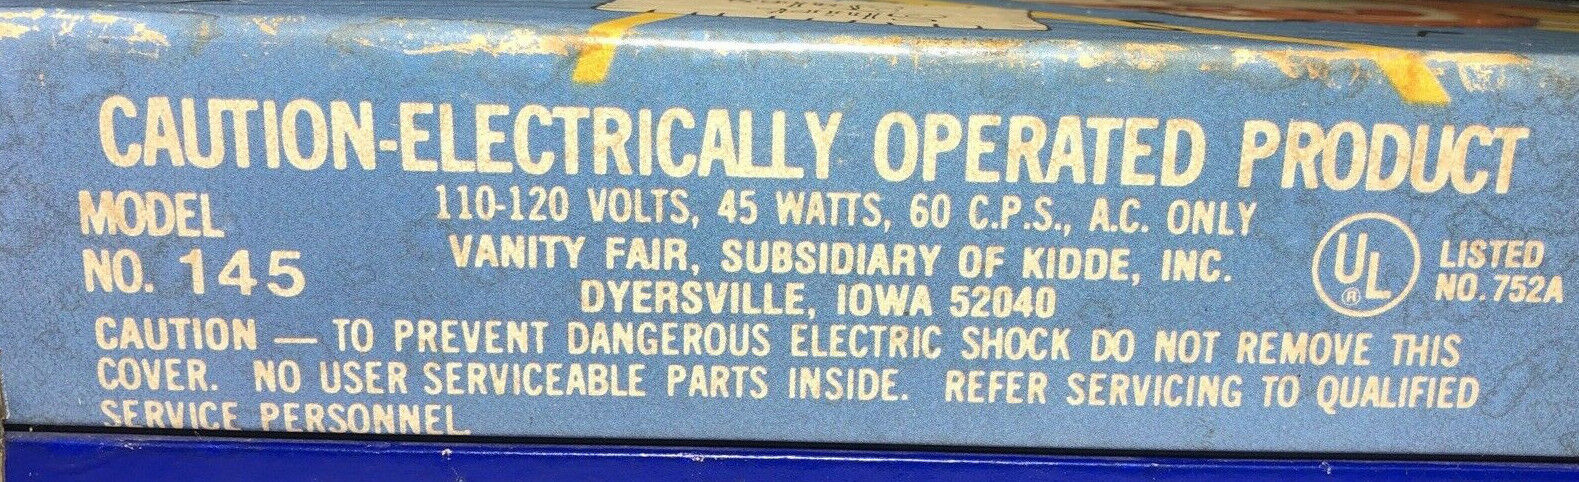 CAUTION-ELECTRICALLY OPERATED PRODUCT
MODEL
NO. 145
110-120 VOLTS, 45 WATTS, 60 C.P.S., A.C. ONLY
VANITY FAIR, SUBSIDIARY OF KIDDE, INC.
DYERSVILLE, IOWA 52040
UL
®
LISTED
NO. 752A
CAUTION — TO PREVENT DANGEROUS ELECTRIC SHOCK DO NOT REMOVE THIS
COVER. NO USER SERVICEABLE PARTS INSIDE. REFER SERVICING TO QUALIFIED
SERVICE PERSONNEL.